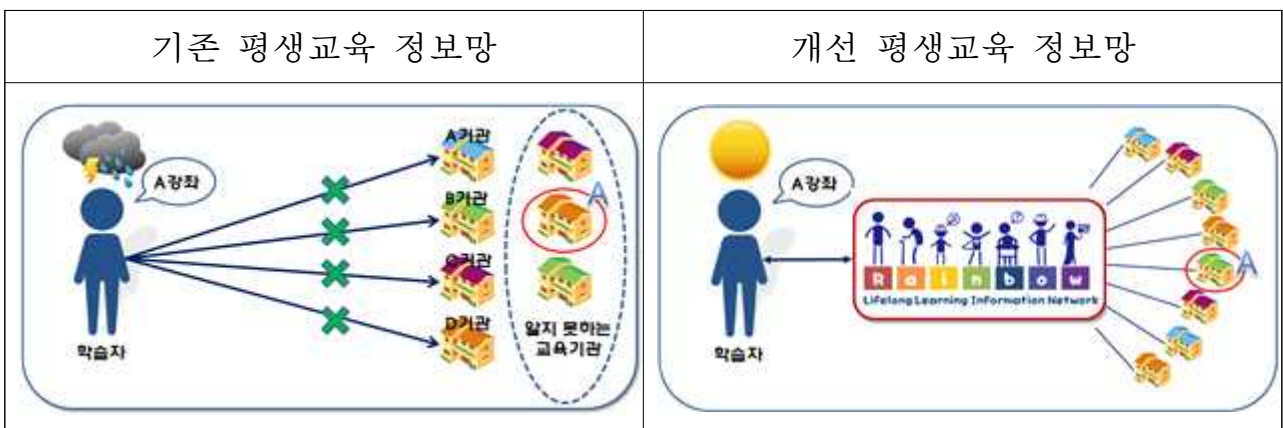 기존 평생교육 정보망
개선 평생교육 정보망
A강좌
A기관
B기관
C기관
D기관
A
알지 못하는
교육기관
학습자
A강좌
Rainbow
Lifelong Learning Information Network
A
학습자